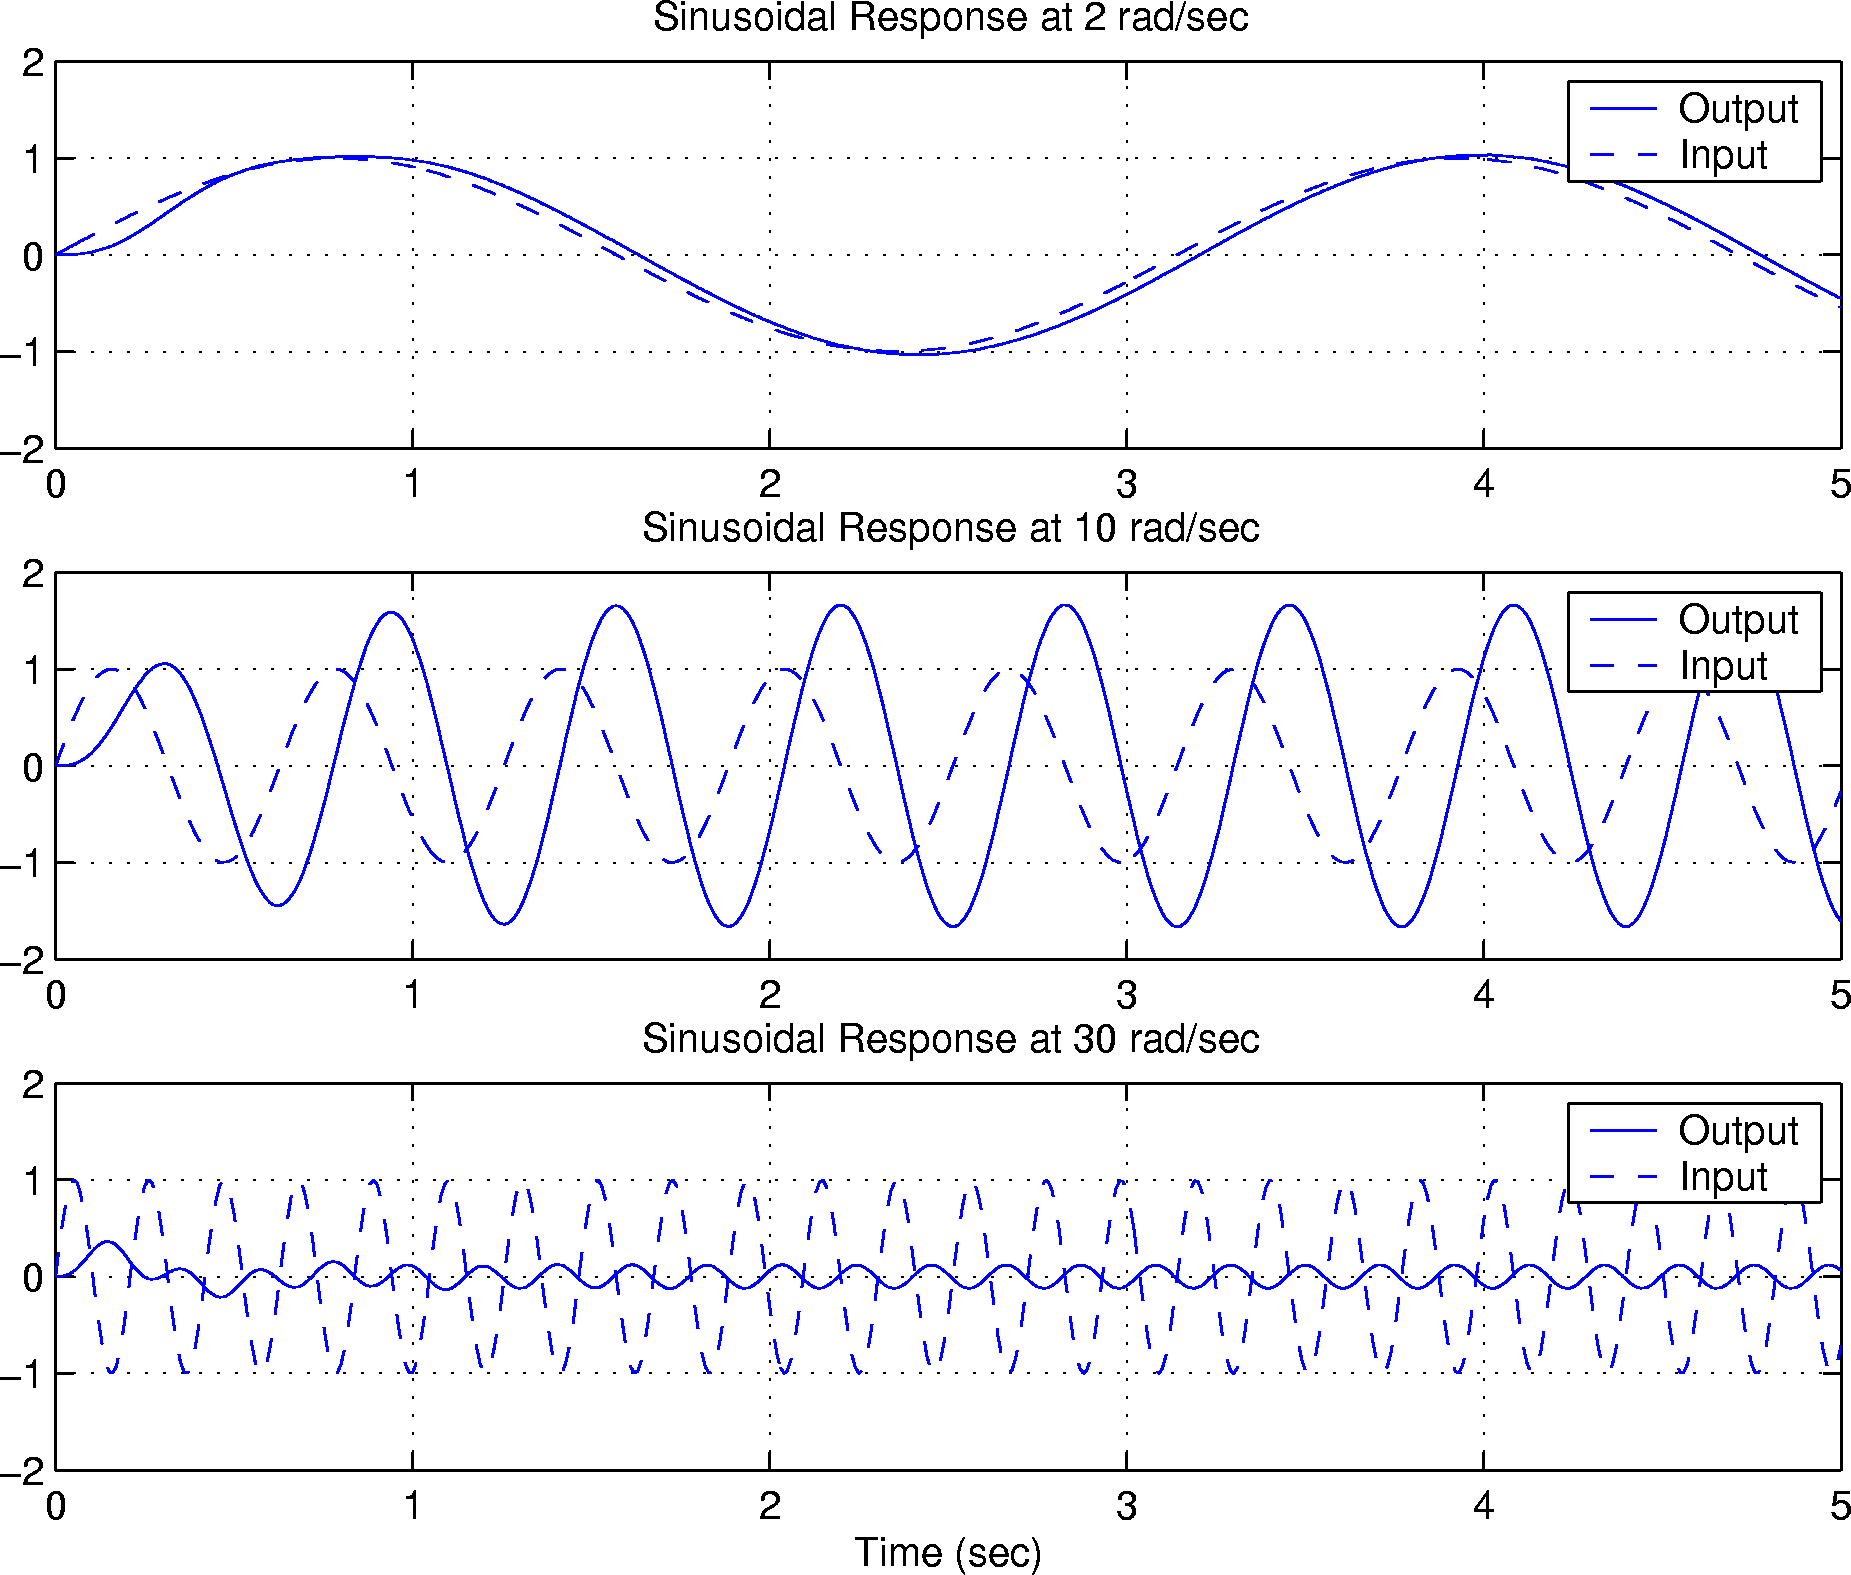 Sinusoidal Response at 2 rad/sec
2
Output
1
Input
0
−1
−2
0 1 2 3 4 5
Sinusoidal Response at 10 rad/sec
2
Output
1
Input
0
−1
−2
0 1 2 3 4 5
Sinusoidal Response at 30 rad/sec
2
Output
1
Input
0
−1
−2
0 1 2 3 4 5
Time (sec)